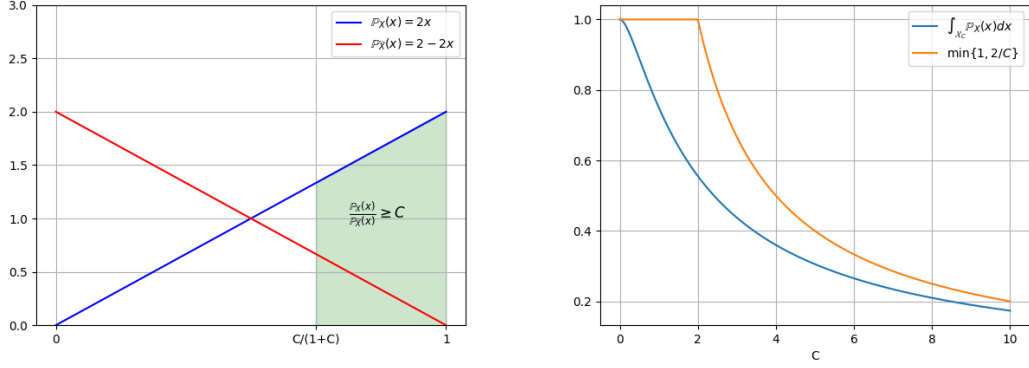 3.0
2.5
2.0
1.5
1.0
0.5
0.0
0
C/(1+C)
1
ℙ_X(x) = 2x
ℙ_X̃(x) = 2 − 2x
ℙ_X(x)/ℙ_X̃(x) ≥ C
1.0
0.8
0.6
0.4
0.2
0
2
4
6
8
10
C
∫_{𝒳_C} ℙ_X(x)dx
min{1, 2/C}